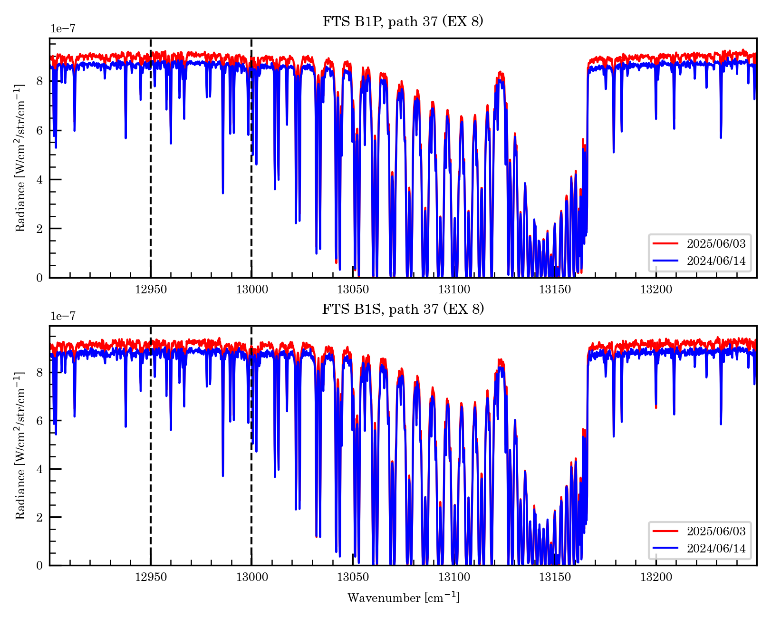 FTS B1P, path 37 (EX 8)
1e−7
8
6
4
2
0
Radiance [W/cm²/str/cm⁻¹]
12950 13000 13050 13100 13150 13200
2025/06/03
2024/06/14
FTS B1S, path 37 (EX 8)
1e−7
8
6
4
2
0
Radiance [W/cm²/str/cm⁻¹]
12950 13000 13050 13100 13150 13200
2025/06/03
2024/06/14
Wavenumber [cm⁻¹]